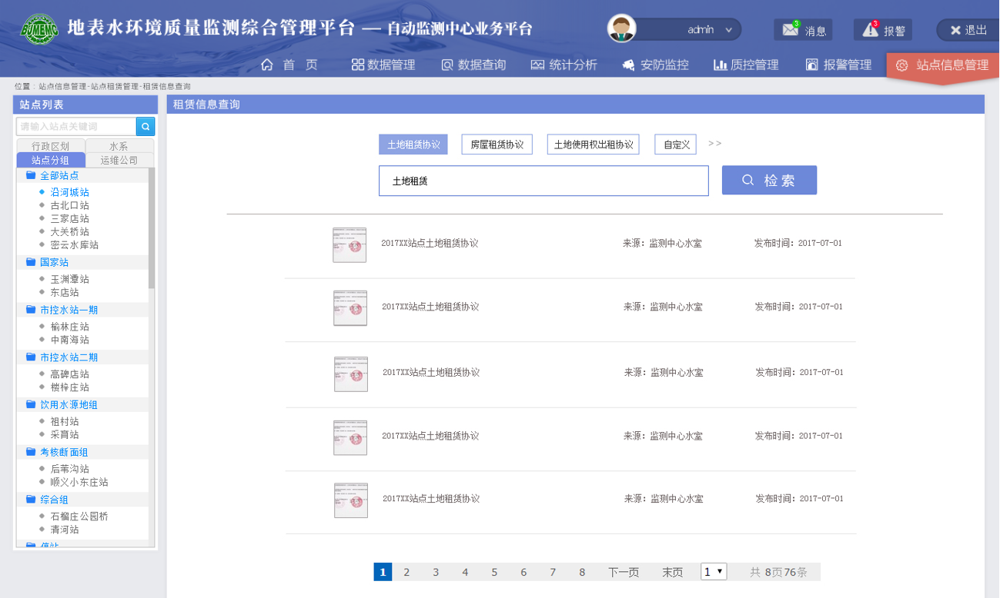 BJMEMC
地表水环境质量监测综合管理平台 — 自动监测中心业务平台
admin
3
消息
3
报警
退出
首 页
数据管理
数据查询
统计分析
安防监控
质控管理
报警管理
站点信息管理
位置：站点信息管理-站点租赁管理-租赁信息查询
站点列表
请输入站点关键词
行政区划
水系
站点分组
运维公司
全部站点
沿河城站
古北口站
三家店站
大关桥站
密云水库站
国家站
玉渊潭站
东店站
市控水站一期
榆林庄站
中南海站
市控水站二期
高碑店站
楼梓庄站
饮用水源地组
祖村站
采育站
考核断面组
后苇沟站
顺义小东庄站
综合组
石榴庄公园桥
清河站
租赁信息查询
土地租赁协议
房屋租赁协议
土地使用权出租协议
自定义
>>
土地租赁
检 索
2017XX站点土地租赁协议 来源：监测中心水室 发布时间：2017-07-01
2017XX站点土地租赁协议 来源：监测中心水室 发布时间：2017-07-01
2017XX站点土地租赁协议 来源：监测中心水室 发布时间：2017-07-01
2017XX站点土地租赁协议 来源：监测中心水室 发布时间：2017-07-01
2017XX站点土地租赁协议 来源：监测中心水室 发布时间：2017-07-01
1 2 3 4 5 6 7 8 下一页 末页 1 共 8页76条